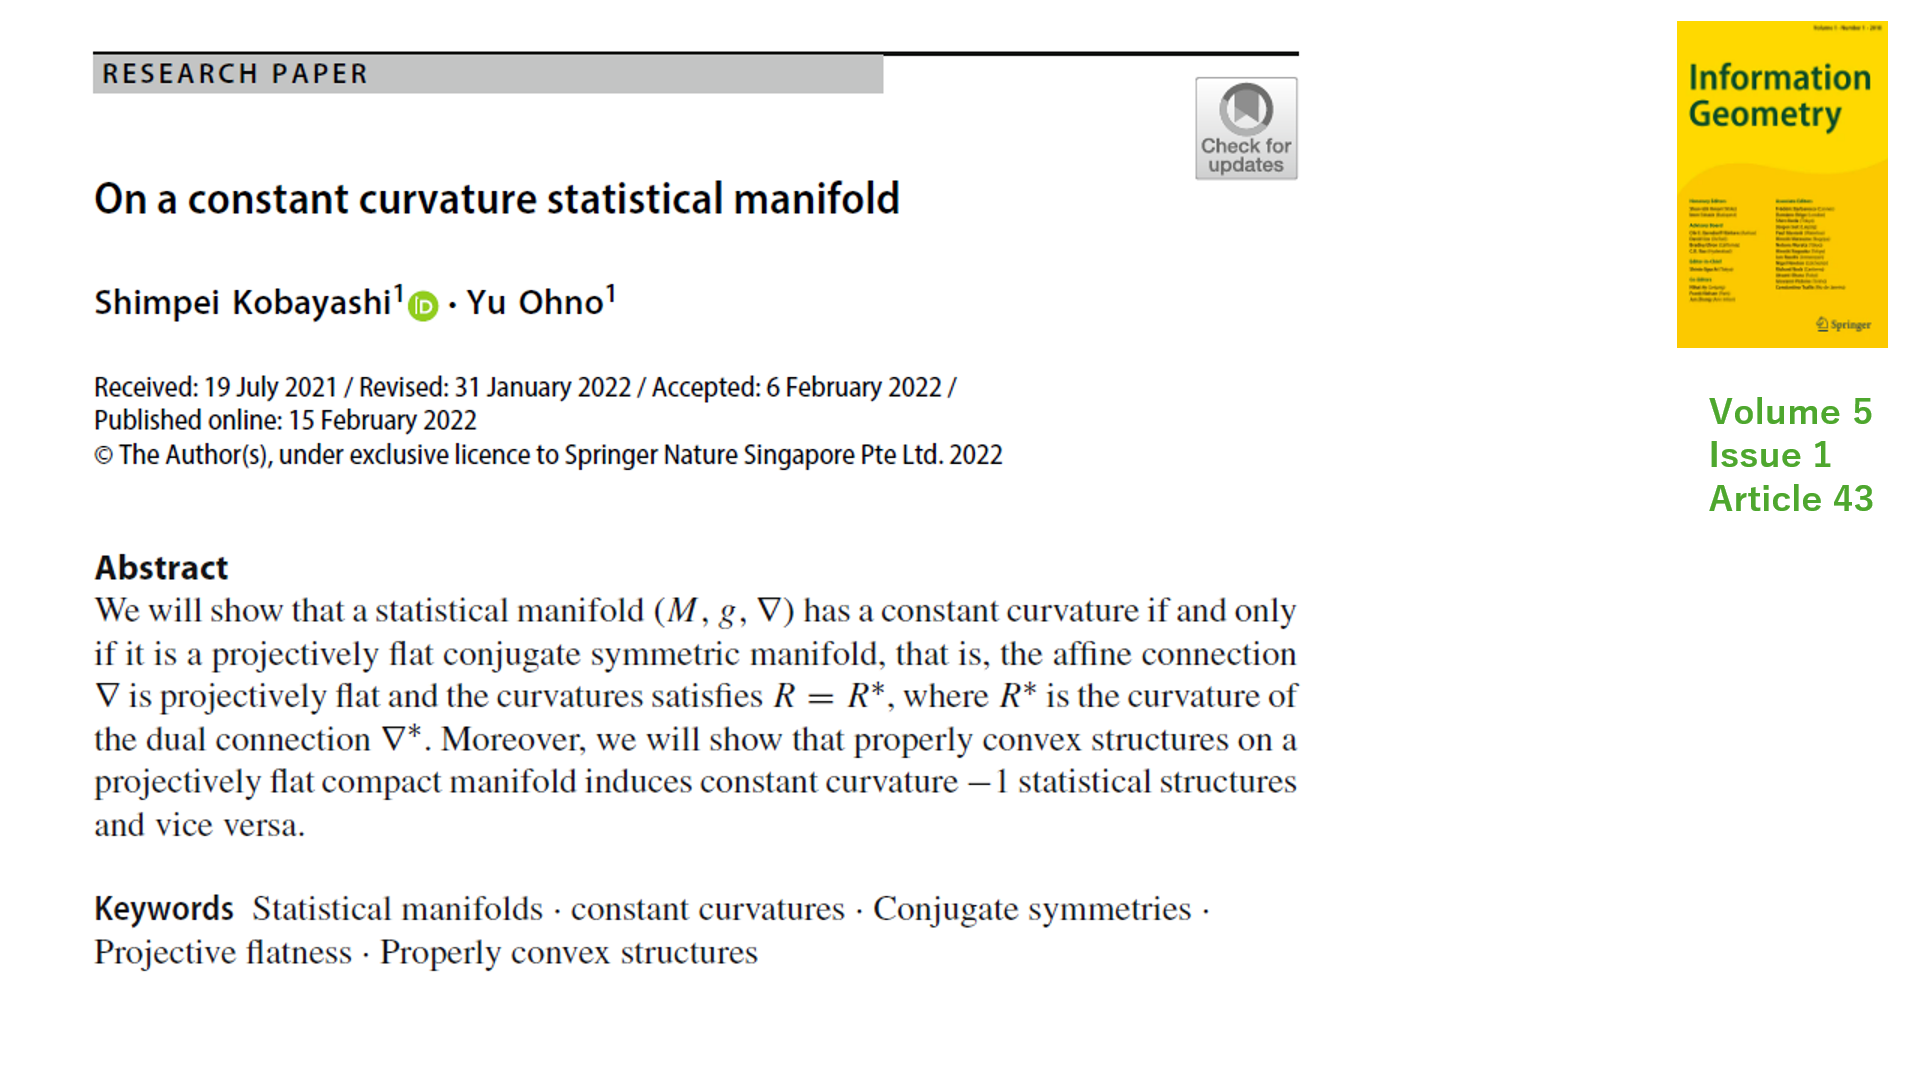 RESEARCH PAPER
Check for
updates
On a constant curvature statistical manifold
Shimpei Kobayashi¹ iD · Yu Ohno¹
Received: 19 July 2021 / Revised: 31 January 2022 / Accepted: 6 February 2022 /
Published online: 15 February 2022
© The Author(s), under exclusive licence to Springer Nature Singapore Pte Ltd. 2022
Abstract
We will show that a statistical manifold (M, g, ∇) has a constant curvature if and only
if it is a projectively flat conjugate symmetric manifold, that is, the affine connection
∇ is projectively flat and the curvatures satisfies R = R*, where R* is the curvature of
the dual connection ∇*. Moreover, we will show that properly convex structures on a
projectively flat compact manifold induces constant curvature −1 statistical structures
and vice versa.
Keywords Statistical manifolds · constant curvatures · Conjugate symmetries ·
Projective flatness · Properly convex structures
Volume 1 · Number 1 · 2018
Information
Geometry
Springer
Volume 5
Issue 1
Article 43